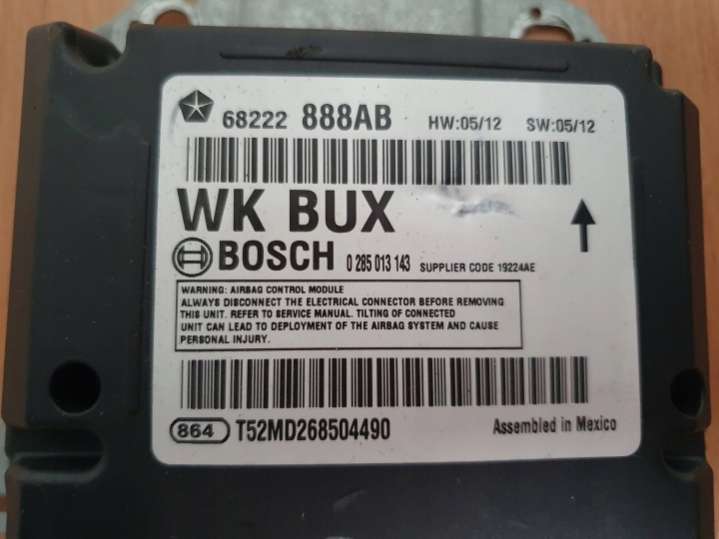 68222 888AB HW:05/12 SW:05/12
WK BUX
BOSCH 0 285 013 143 SUPPLIER CODE 19224AE
WARNING: AIRBAG CONTROL MODULE
ALWAYS DISCONNECT THE ELECTRICAL CONNECTOR BEFORE REMOVING
THIS UNIT. REFER TO SERVICE MANUAL. TILTING OF CONNECTED
UNIT CAN LEAD TO DEPLOYMENT OF THE AIRBAG SYSTEM AND CAUSE
PERSONAL INJURY.
864 T52MD268504490 Assembled in Mexico